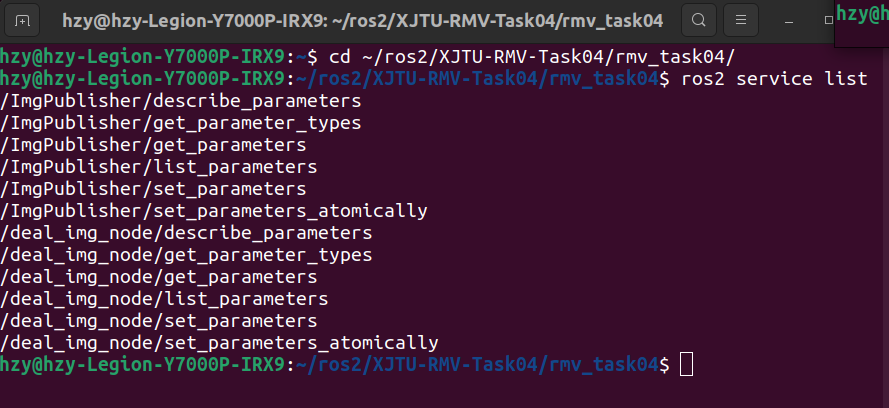 hzy@hzy-Legion-Y7000P-IRX9: ~/ros2/XJTU-RMV-Task04/rmv_task04
hzy@hzy-Legion-Y7000P-IRX9:~$ cd ~/ros2/XJTU-RMV-Task04/rmv_task04/
hzy@hzy-Legion-Y7000P-IRX9:~/ros2/XJTU-RMV-Task04/rmv_task04$ ros2 service list
/ImgPublisher/describe_parameters
/ImgPublisher/get_parameter_types
/ImgPublisher/get_parameters
/ImgPublisher/list_parameters
/ImgPublisher/set_parameters
/ImgPublisher/set_parameters_atomically
/deal_img_node/describe_parameters
/deal_img_node/get_parameter_types
/deal_img_node/get_parameters
/deal_img_node/list_parameters
/deal_img_node/set_parameters
/deal_img_node/set_parameters_atomically
hzy@hzy-Legion-Y7000P-IRX9:~/ros2/XJTU-RMV-Task04/rmv_task04$